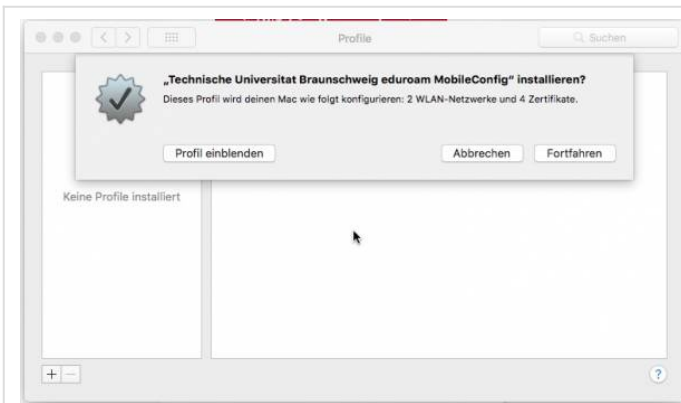 Profile
Suchen
„Technische Universitat Braunschweig eduroam MobileConfig“ installieren?
Dieses Profil wird deinen Mac wie folgt konfigurieren: 2 WLAN-Netzwerke und 4 Zertifikate.
Profil einblenden
Abbrechen
Fortfahren
Keine Profile installiert